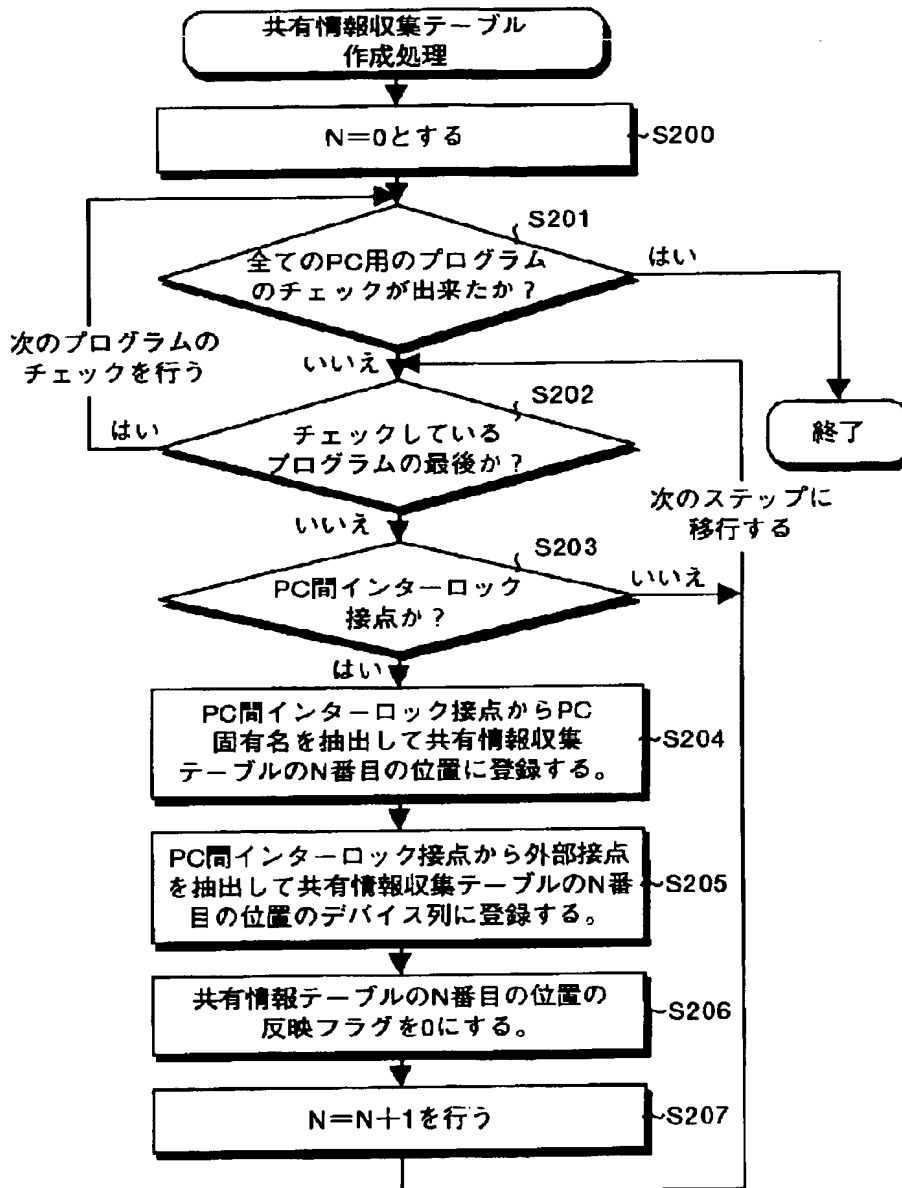 共有情報収集テーブル
作成処理
N=0とする
S200
S201
全てのPC用のプログラム
のチェックが出来たか?
はい
次のプログラムの
チェックを行う
いいえ
S202
はい
チェックしている
プログラムの最後か?
終了
次のステップに
移行する
いいえ
S203
PC間インターロック
接点か?
いいえ
はい
PC間インターロック接点からPC
固有名を抽出して共有情報収集
テーブルのN番目の位置に登録する。
S204
PC間インターロック接点から外部接点
を抽出して共有情報収集テーブルのN番
目の位置のデバイス列に登録する。
S205
共有情報テーブルのN番目の位置の
反映フラグを0にする。
S206
N=N+1を行う
S207